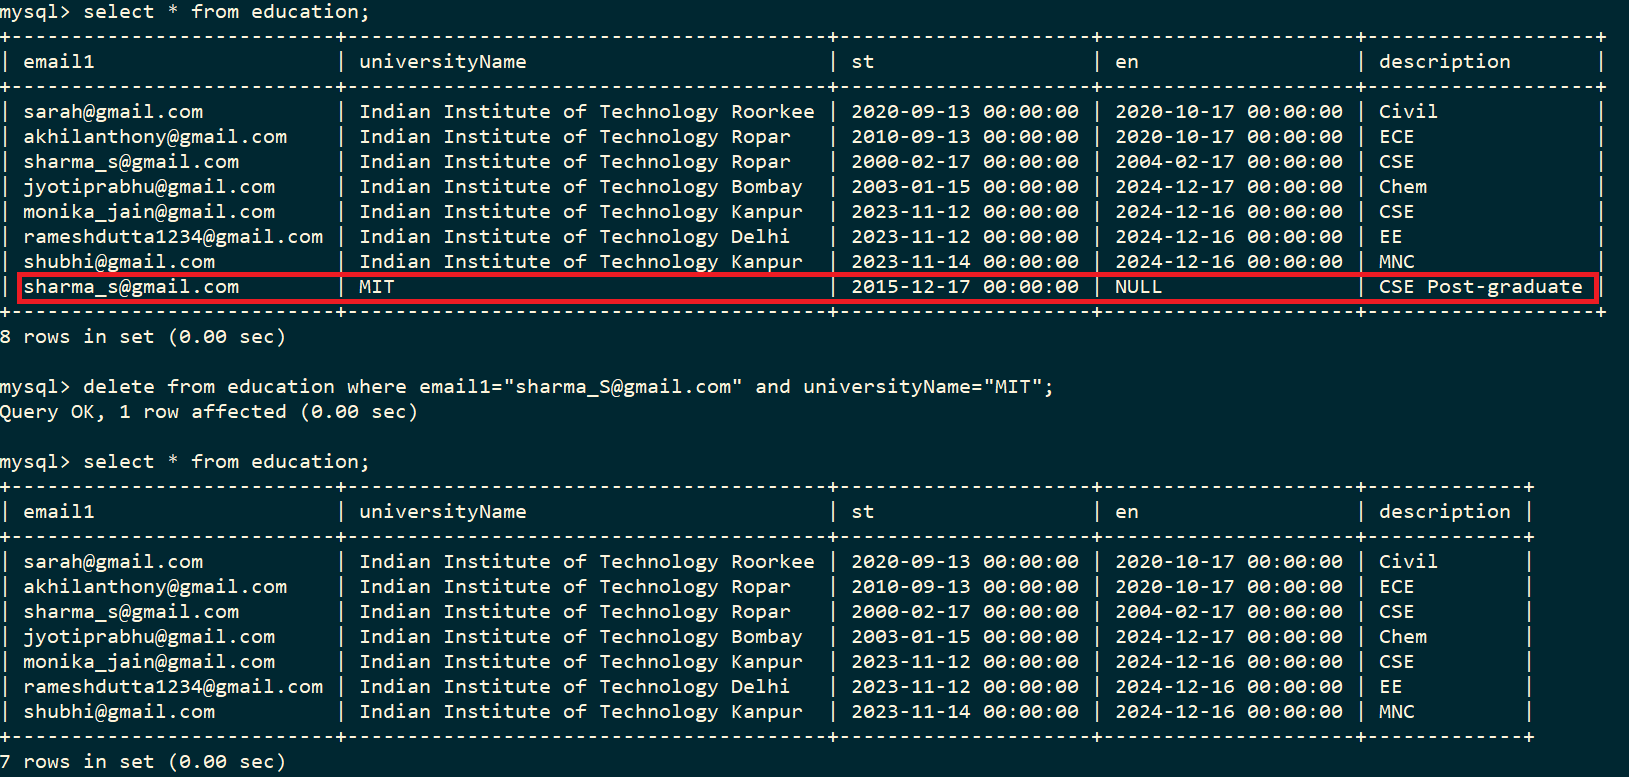 mysql> select * from education;
+---------------------------+----------------------------------------+---------------------+---------------------+-------------------+
| email1                    | universityName                         | st                  | en                  | description       |
+---------------------------+----------------------------------------+---------------------+---------------------+-------------------+
| sarah@gmail.com           | Indian Institute of Technology Roorkee | 2020-09-13 00:00:00 | 2020-10-17 00:00:00 | Civil             |
| akhilanthony@gmail.com    | Indian Institute of Technology Ropar   | 2010-09-13 00:00:00 | 2020-10-17 00:00:00 | ECE               |
| sharma_s@gmail.com        | Indian Institute of Technology Ropar   | 2000-02-17 00:00:00 | 2004-02-17 00:00:00 | CSE               |
| jyotiprabhu@gmail.com     | Indian Institute of Technology Bombay  | 2003-01-15 00:00:00 | 2024-12-17 00:00:00 | Chem              |
| monika_jain@gmail.com     | Indian Institute of Technology Kanpur  | 2023-11-12 00:00:00 | 2024-12-16 00:00:00 | CSE               |
| rameshdutta1234@gmail.com | Indian Institute of Technology Delhi   | 2023-11-12 00:00:00 | 2024-12-16 00:00:00 | EE                |
| shubhi@gmail.com          | Indian Institute of Technology Kanpur  | 2023-11-14 00:00:00 | 2024-12-16 00:00:00 | MNC               |
| sharma_s@gmail.com        | MIT                                    | 2015-12-17 00:00:00 | NULL                | CSE Post-graduate |
+---------------------------+----------------------------------------+---------------------+---------------------+-------------------+
8 rows in set (0.00 sec)
mysql> delete from education where email1="sharma_S@gmail.com" and universityName="MIT";
Query OK, 1 row affected (0.00 sec)
mysql> select * from education;
+---------------------------+----------------------------------------+---------------------+---------------------+-------------+
| email1                    | universityName                         | st                  | en                  | description |
+---------------------------+----------------------------------------+---------------------+---------------------+-------------+
| sarah@gmail.com           | Indian Institute of Technology Roorkee | 2020-09-13 00:00:00 | 2020-10-17 00:00:00 | Civil       |
| akhilanthony@gmail.com    | Indian Institute of Technology Ropar   | 2010-09-13 00:00:00 | 2020-10-17 00:00:00 | ECE         |
| sharma_s@gmail.com        | Indian Institute of Technology Ropar   | 2000-02-17 00:00:00 | 2004-02-17 00:00:00 | CSE         |
| jyotiprabhu@gmail.com     | Indian Institute of Technology Bombay  | 2003-01-15 00:00:00 | 2024-12-17 00:00:00 | Chem        |
| monika_jain@gmail.com     | Indian Institute of Technology Kanpur  | 2023-11-12 00:00:00 | 2024-12-16 00:00:00 | CSE         |
| rameshdutta1234@gmail.com | Indian Institute of Technology Delhi   | 2023-11-12 00:00:00 | 2024-12-16 00:00:00 | EE          |
| shubhi@gmail.com          | Indian Institute of Technology Kanpur  | 2023-11-14 00:00:00 | 2024-12-16 00:00:00 | MNC         |
+---------------------------+----------------------------------------+---------------------+---------------------+-------------+
7 rows in set (0.00 sec)